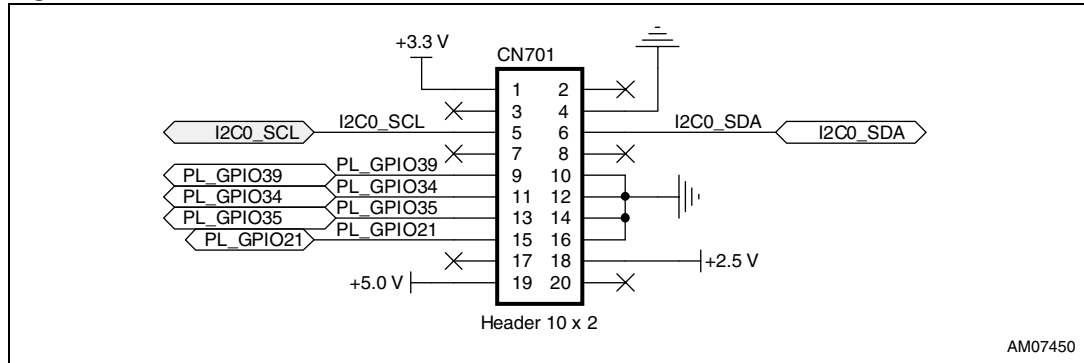 +3.3 V
CN701
1 2
3 4
I2C0_SCL I2C0_SCL 5 6 I2C0_SDA I2C0_SDA
7 8
PL_GPIO39 PL_GPIO39 9 10
PL_GPIO34 PL_GPIO34 11 12
PL_GPIO35 PL_GPIO35 13 14
PL_GPIO21 PL_GPIO21 15 16
17 18 +2.5 V
+5.0 V 19 20
Header 10 x 2
AM07450